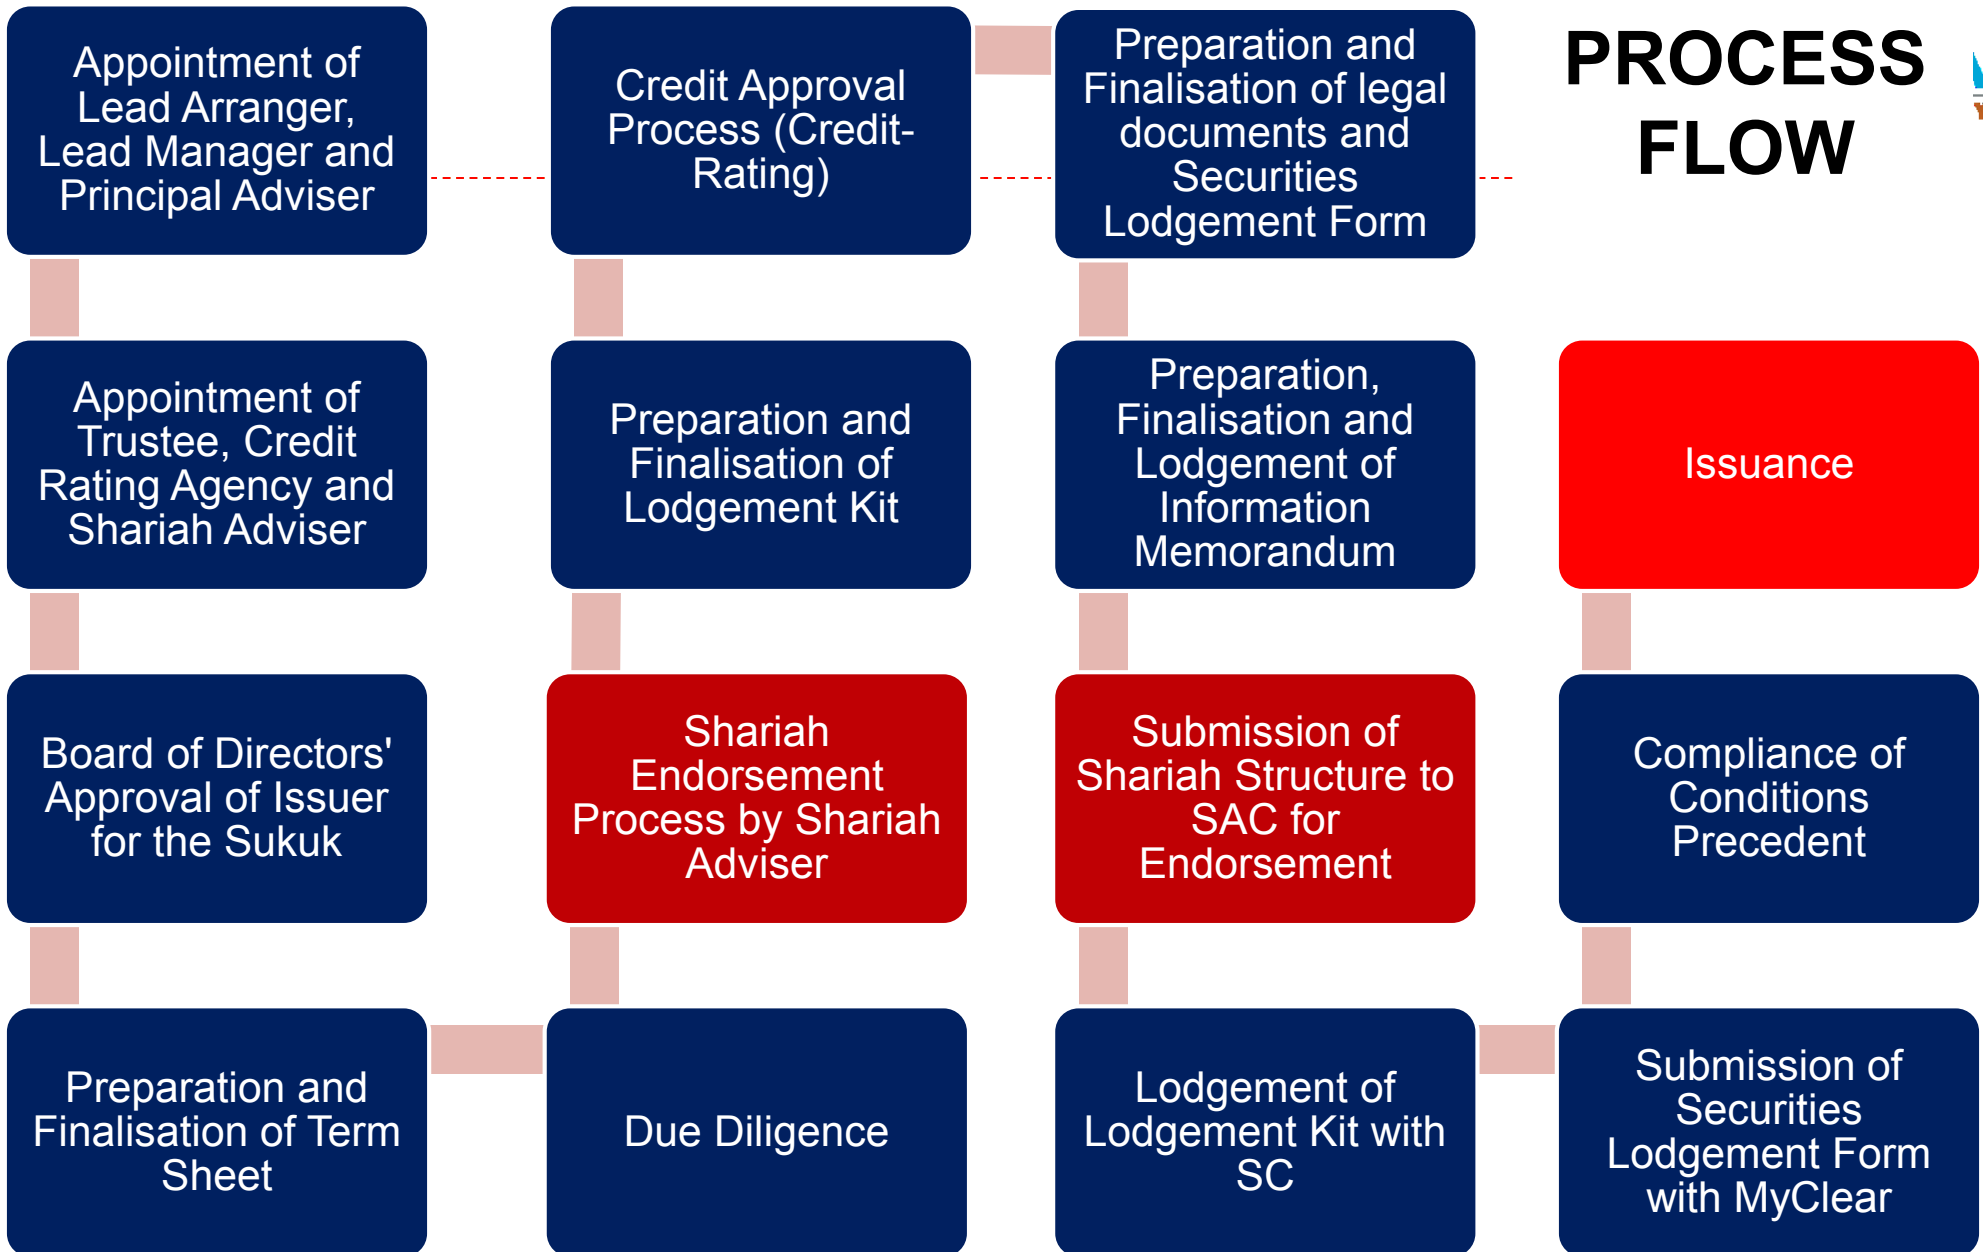 PROCESS
FLOW
Appointment of
Lead Arranger,
Lead Manager and
Principal Adviser
Appointment of
Trustee, Credit
Rating Agency and
Shariah Adviser
Board of Directors'
Approval of Issuer
for the Sukuk
Preparation and
Finalisation of Term
Sheet
Due Diligence
Shariah
Endorsement
Process by Shariah
Adviser
Preparation and
Finalisation of
Lodgement Kit
Credit Approval
Process (Credit-
Rating)
Preparation and
Finalisation of legal
documents and
Securities
Lodgement Form
Preparation,
Finalisation and
Lodgement of
Information
Memorandum
Submission of
Shariah Structure to
SAC for
Endorsement
Lodgement of
Lodgement Kit with
SC
Submission of
Securities
Lodgement Form
with MyClear
Compliance of
Conditions
Precedent
Issuance